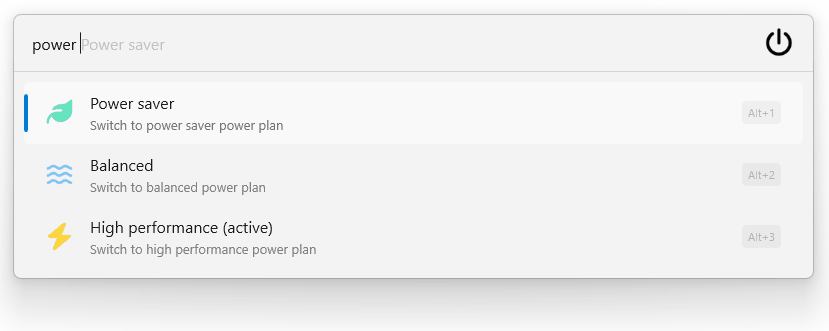 power Power saver
Power saver
Switch to power saver power plan
Alt+1
Balanced
Switch to balanced power plan
Alt+2
High performance (active)
Switch to high performance power plan
Alt+3